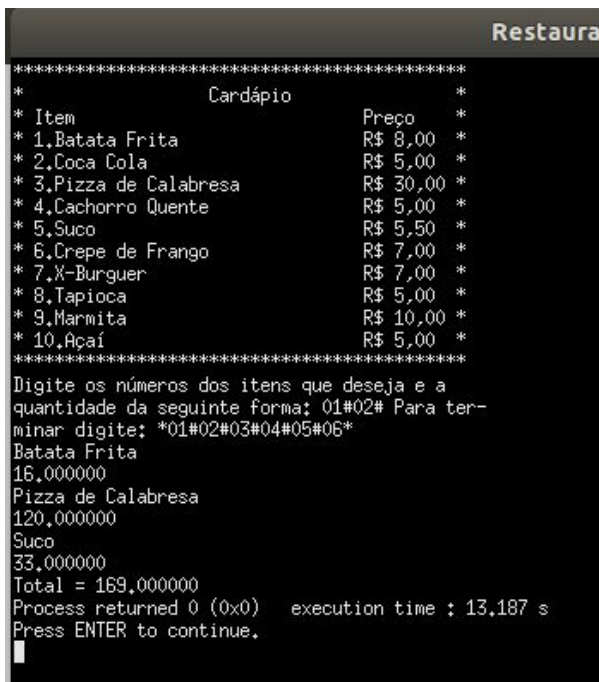 Restaura
********************************************
* Cardápio *
* Item Preço *
* 1.Batata Frita R$ 8,00 *
* 2.Coca Cola R$ 5,00 *
* 3.Pizza de Calabresa R$ 30,00 *
* 4.Cachorro Quente R$ 5,00 *
* 5.Suco R$ 5,50 *
* 6.Crepe de Frango R$ 7,00 *
* 7.X-Burguer R$ 7,00 *
* 8.Tapioca R$ 5,00 *
* 9.Marmita R$ 10,00 *
* 10.Açaí R$ 5,00 *
********************************************
Digite os números dos itens que deseja e a
quantidade da seguinte forma: 01#02# Para ter-
minar digite: *01#02#03#04#05#06*
Batata Frita
16.000000
Pizza de Calabresa
120.000000
Suco
33.000000
Total = 169.000000
Process returned 0 (0x0) execution time : 13.187 s
Press ENTER to continue.